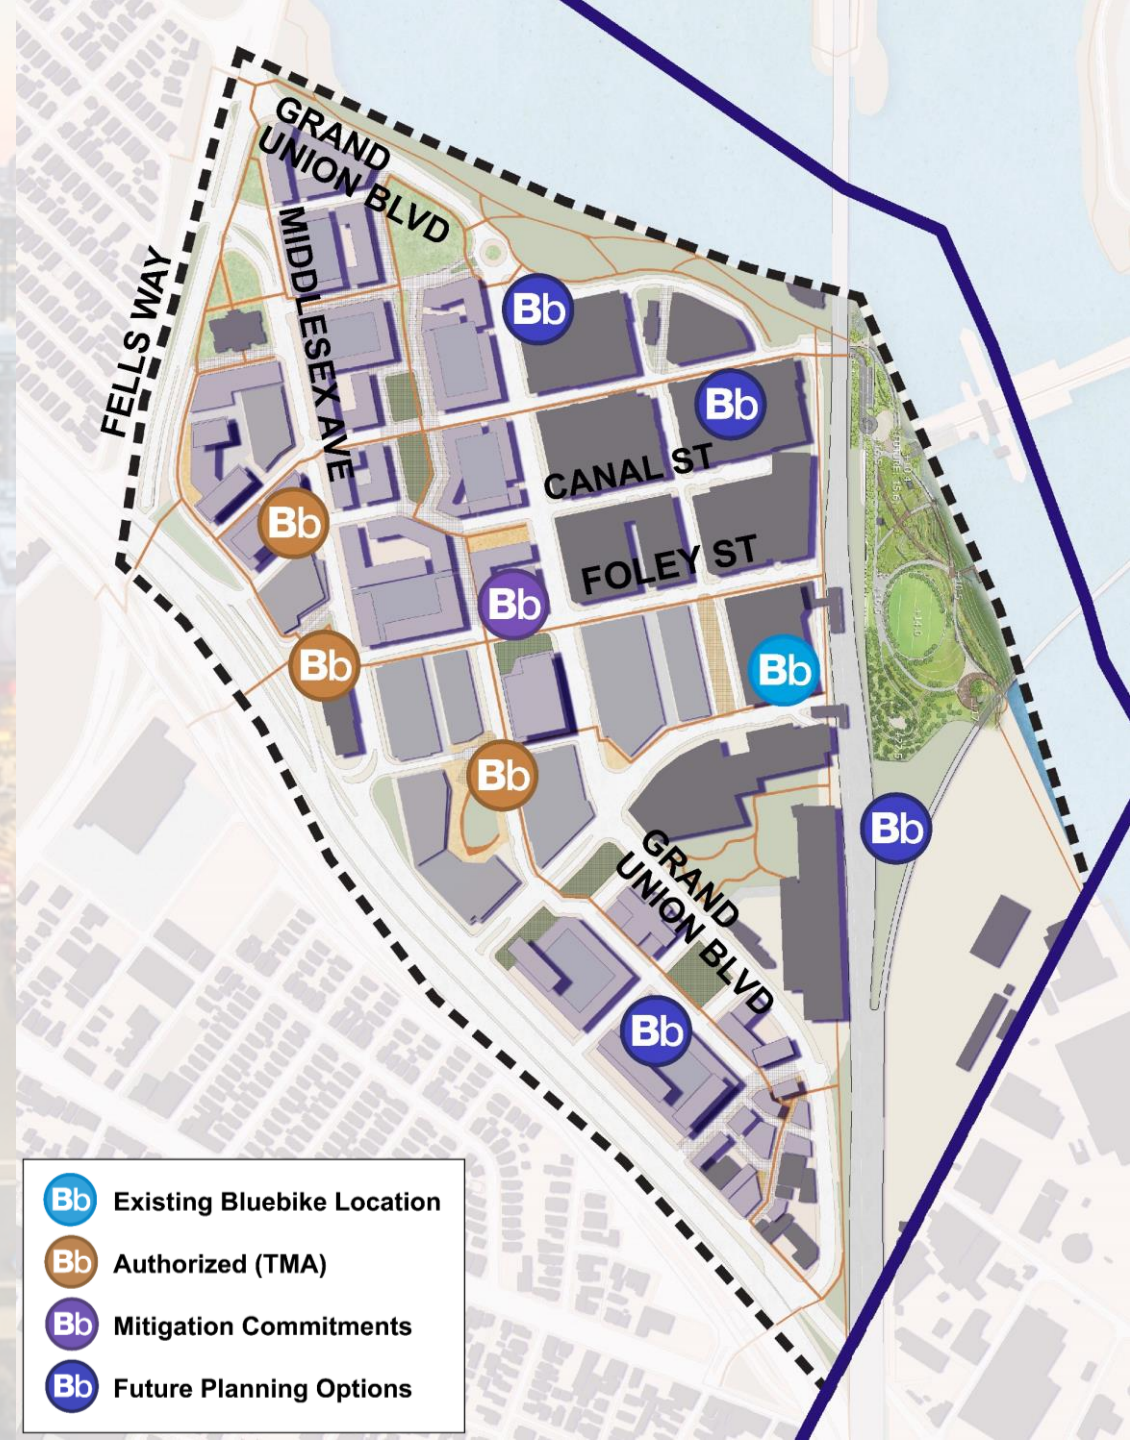 GRAND
UNION BLVD
MIDDLESEX AVE
FELLS WAY
Bb
Bb
CANAL ST
FOLEY ST
Bb
Bb
Bb
Bb
Bb
Bb
GRAND
UNION BLVD
Bb
Bb Existing Bluebike Location
Bb Authorized (TMA)
Bb Mitigation Commitments
Bb Future Planning Options